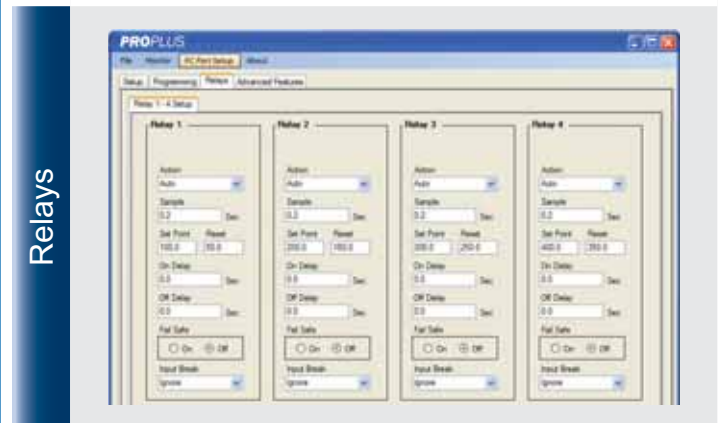 Relays
PROPLUS
File Monitor PC Port Setup About
Setup Programming Relays Advanced Features
Relay 1 - 4 Setup
Relay 1 Relay 2 Relay 3 Relay 4
Action Action Action Action
Auto Auto Auto Auto
Sample Sample Sample Sample
0.2 Sec 0.2 Sec 0.2 Sec 0.2 Sec
Set Point Reset Set Point Reset Set Point Reset Set Point Reset
100.0 50.0 200.0 150.0 300.0 250.0 400.0 350.0
On Delay On Delay On Delay On Delay
0.0 Sec 0.0 Sec 0.0 Sec 0.0 Sec
Off Delay Off Delay Off Delay Off Delay
0.0 Sec 0.0 Sec 0.0 Sec 0.0 Sec
Fail Safe Fail Safe Fail Safe Fail Safe
On Off On Off On Off On Off
Input Break Input Break Input Break Input Break
Ignore Ignore Ignore Ignore